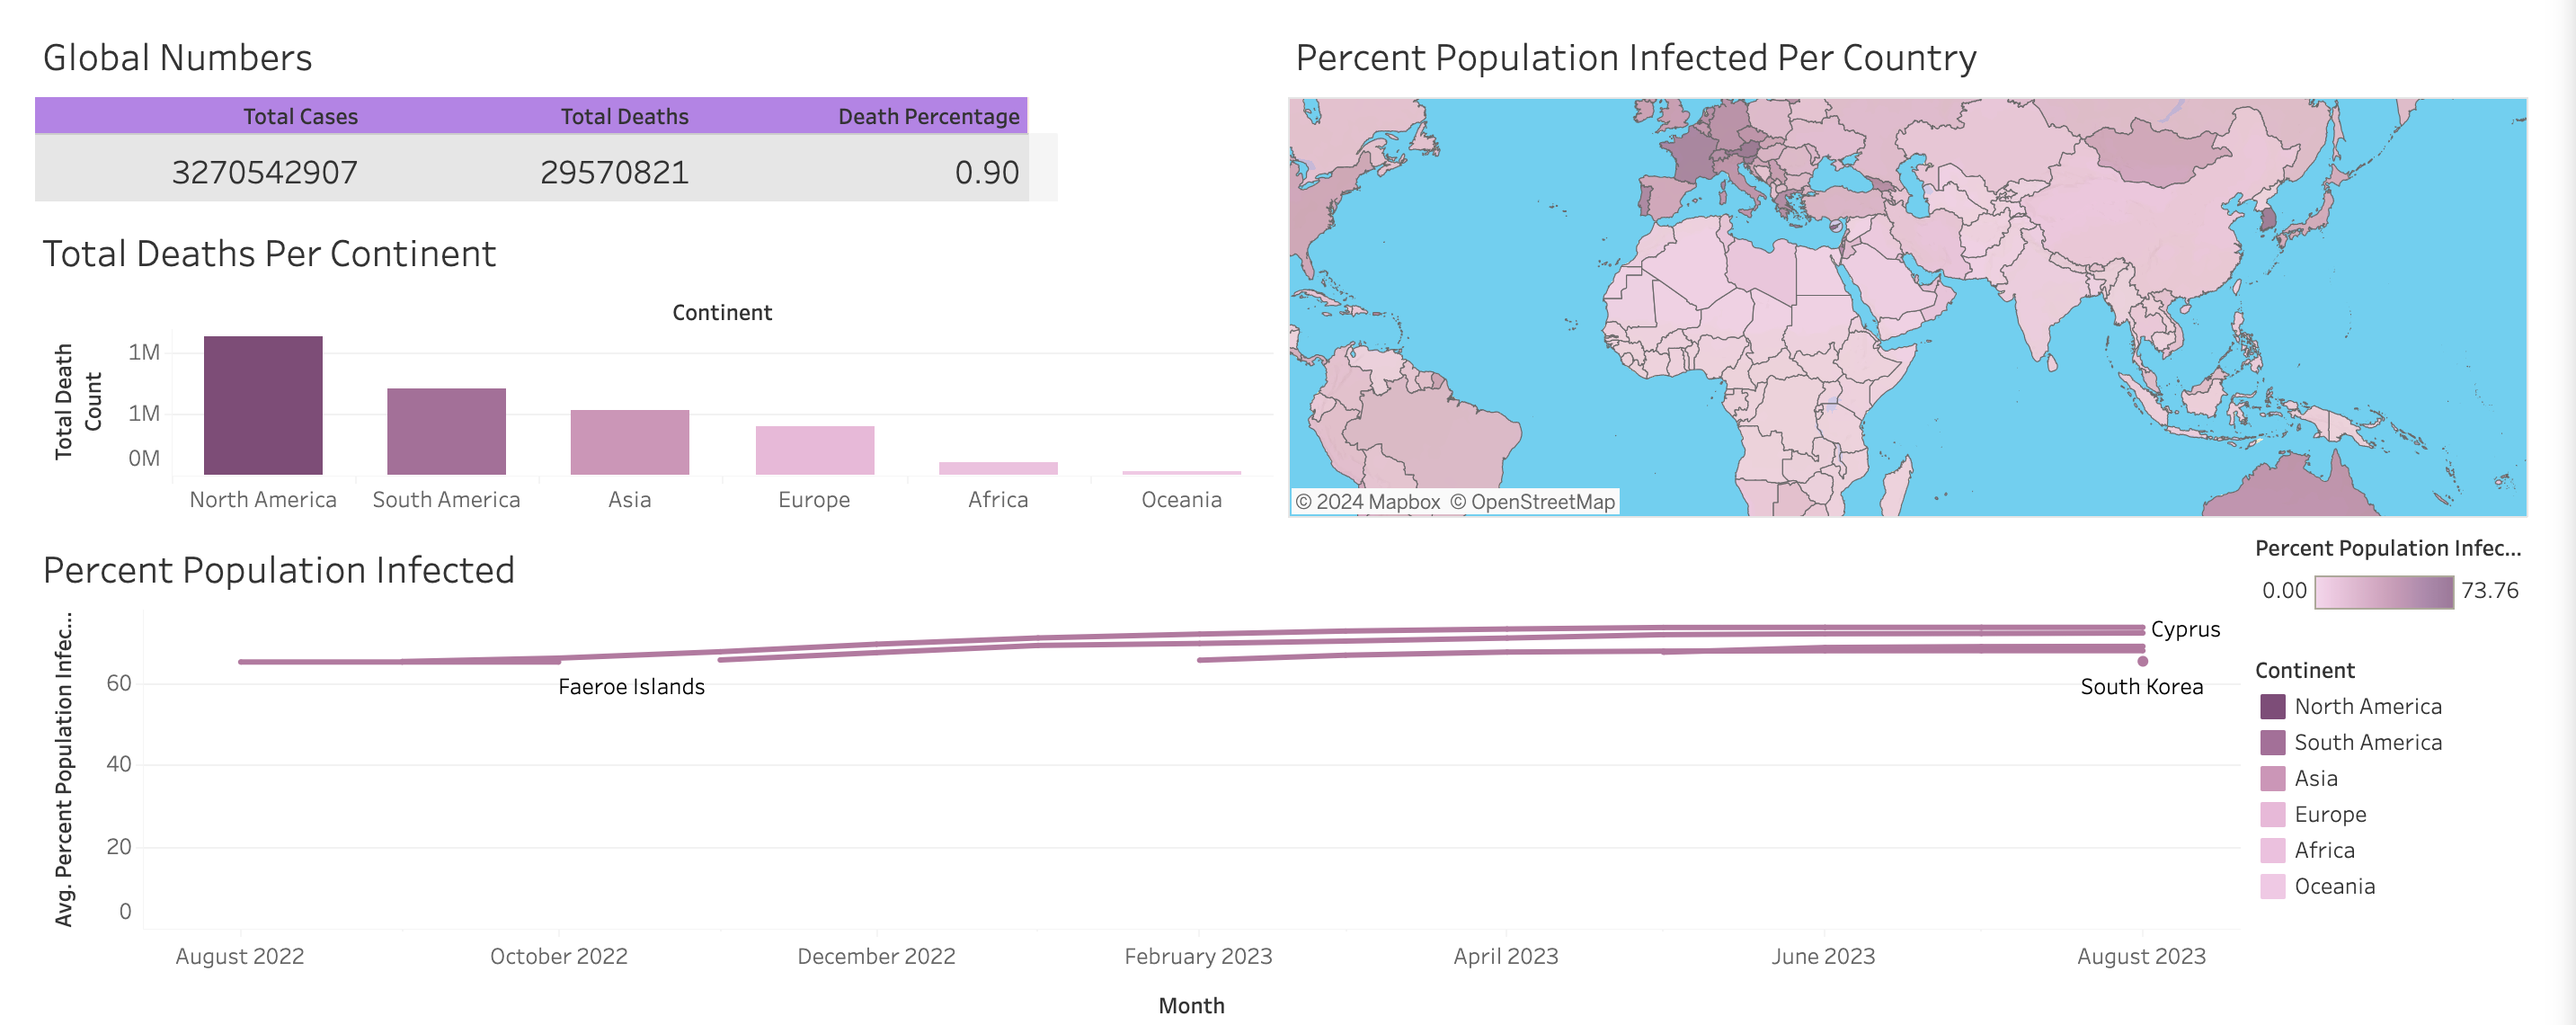 Global Numbers
Total Cases Total Deaths Death Percentage
3270542907 29570821 0.90
Total Deaths Per Continent
Continent
Total Death
Count
1M
1M
0M
North America South America Asia Europe Africa Oceania
Percent Population Infected Per Country
© 2024 Mapbox © OpenStreetMap
Percent Population Infected
Avg. Percent Population Infec...
60
40
20
0
Faeroe Islands
Cyprus
South Korea
August 2022 October 2022 December 2022 February 2023 April 2023 June 2023 August 2023
Month
Percent Population Infec...
0.00 73.76
Continent
North America
South America
Asia
Europe
Africa
Oceania